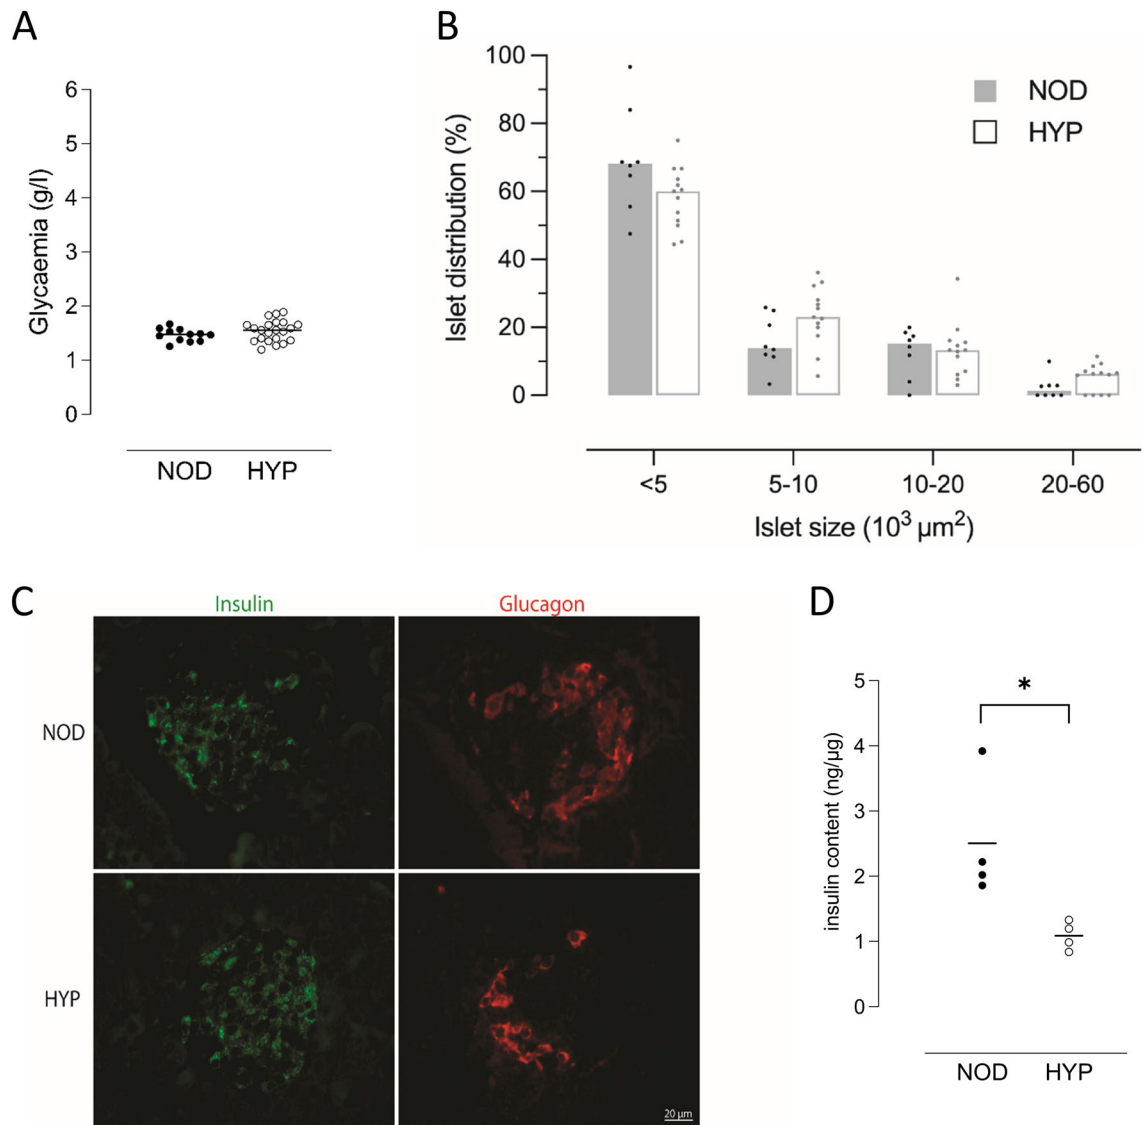 A
Glycaemia (g/l)
6
5
4
3
2
1
0
NOD HYP
B
Islet distribution (%)
100
80
60
40
20
0
NOD
HYP
<5 5-10 10-20 20-60
Islet size (10³ µm²)
C
Insulin Glucagon
NOD
HYP
20 µm
D
insulin content (ng/µg)
5
4
3
2
1
0
*
NOD HYP